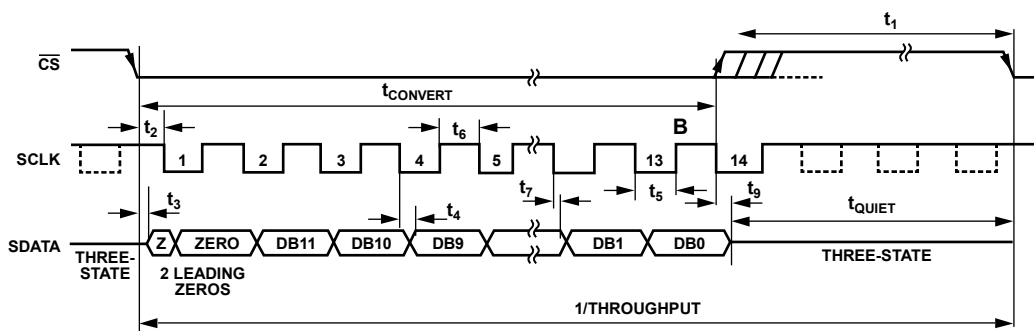 t1
CS
tCONVERT
t2
t6
B
SCLK
1
2
3
4
5
13
14
t7
t5
t9
t3
t4
tQUIET
SDATA
Z
ZERO
DB11
DB10
DB9
DB1
DB0
THREE-
STATE
2 LEADING
ZEROS
THREE-STATE
1/THROUGHPUT